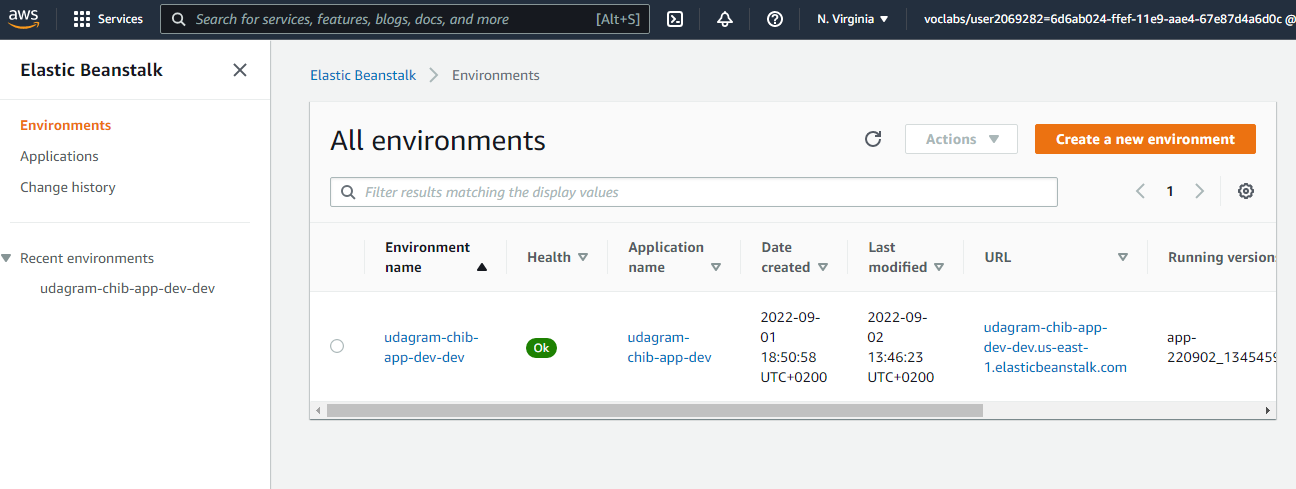 aws
Services
Search for services, features, blogs, docs, and more [Alt+S]
N. Virginia
voclabs/user2069282=6d6ab024-ffef-11e9-aae4-67e87d4a6d0c @
Elastic Beanstalk
Environments
Applications
Change history
Recent environments
udagram-chib-app-dev-dev
Elastic Beanstalk
Environments
All environments
Actions
Create a new environment
Filter results matching the display values
1
Environment
name
Health
Application
name
Date
created
Last
modified
URL
Running versions
udagram-chib-
app-dev-dev
Ok
udagram-
chib-app-dev
2022-09-
01
18:50:58
UTC+0200
2022-09-
02
13:46:23
UTC+0200
udagram-chib-app-
dev-dev.us-east-
1.elasticbeanstalk.com
app-
220902_1345459